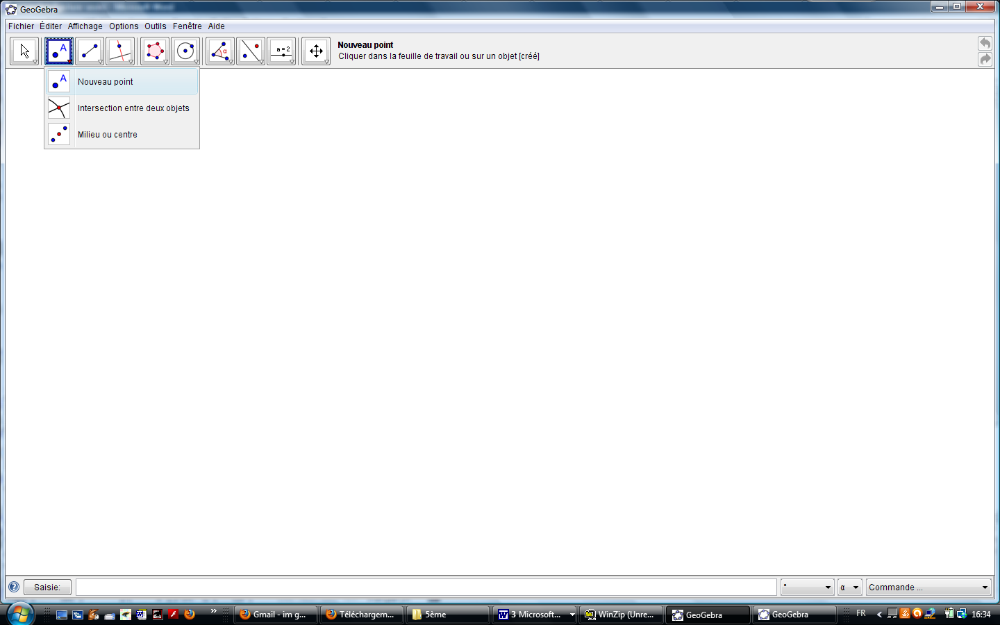 GeoGebra
Fichier Éditer Affichage Options Outils Fenêtre Aide
A
α
a = 2
Nouveau point
Cliquer dans la feuille de travail ou sur un objet [créé]
A Nouveau point
Intersection entre deux objets
Milieu ou centre
Saisie:
° α Commande ...
Gmail - im g... Téléchargem... 5ème 3 Microsoft... WinZip (Unre... GeoGebra GeoGebra FR 16:34